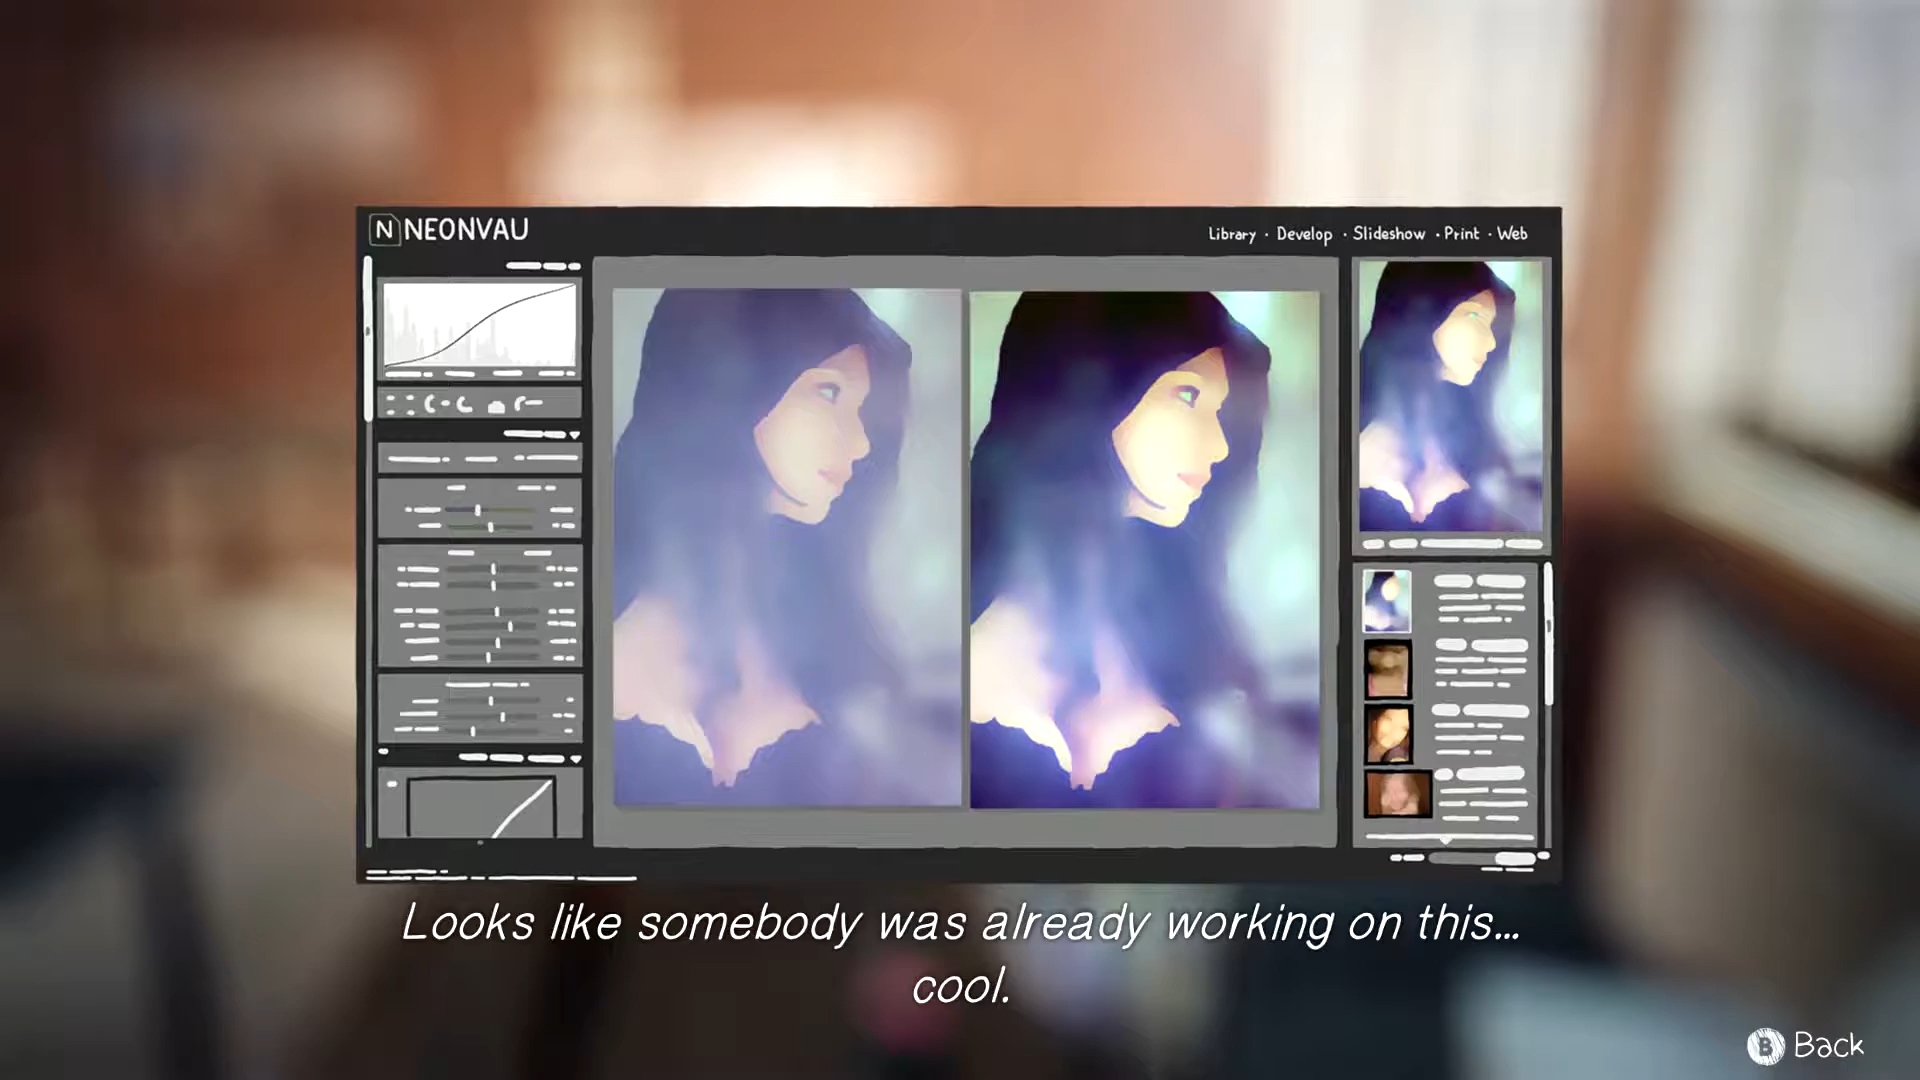 N NEONVAU
Library · Develop · Slideshow · Print · Web
Looks like somebody was already working on this...
cool.
B Back